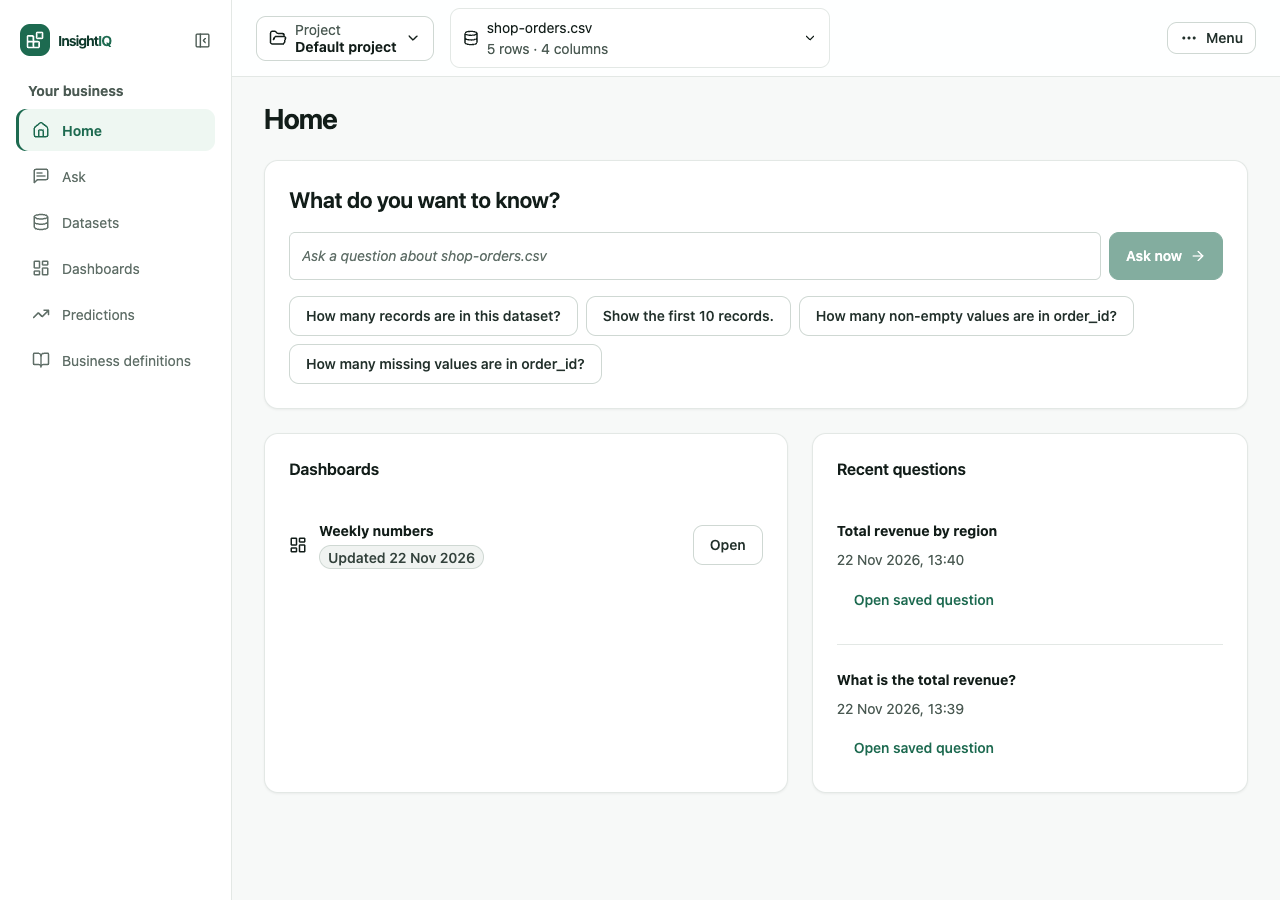 InsightIQ
Your business
Home
Ask
Datasets
Dashboards
Predictions
Business definitions
Project
Default project
shop-orders.csv
5 rows · 4 columns
Menu
Home
What do you want to know?
Ask a question about shop-orders.csv
Ask now
How many records are in this dataset?
Show the first 10 records.
How many non-empty values are in order_id?
How many missing values are in order_id?
Dashboards
Weekly numbers
Updated 22 Nov 2026
Open
Recent questions
Total revenue by region
22 Nov 2026, 13:40
Open saved question
What is the total revenue?
22 Nov 2026, 13:39
Open saved question